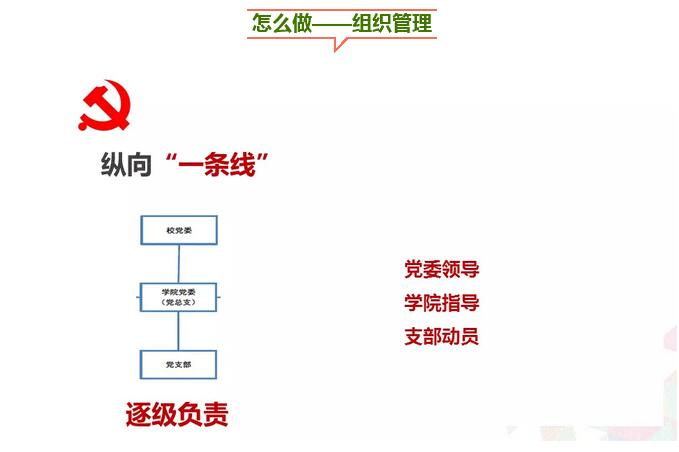 怎么做——组织管理
纵向“一条线”
校党委
学院党委
（党总支）
党支部
逐级负责
党委领导
学院指导
支部动员